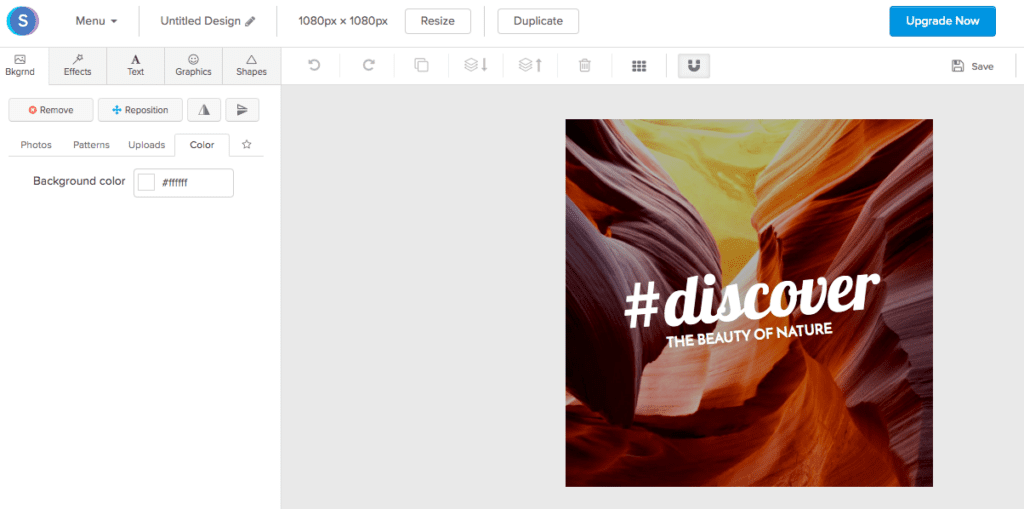 S Menu Untitled Design 1080px × 1080px Resize Duplicate Upgrade Now
Bkgrnd Effects Text Graphics Shapes Save
A
Remove Reposition
Photos Patterns Uploads Color
Background color #ffffff
#discover
THE BEAUTY OF NATURE